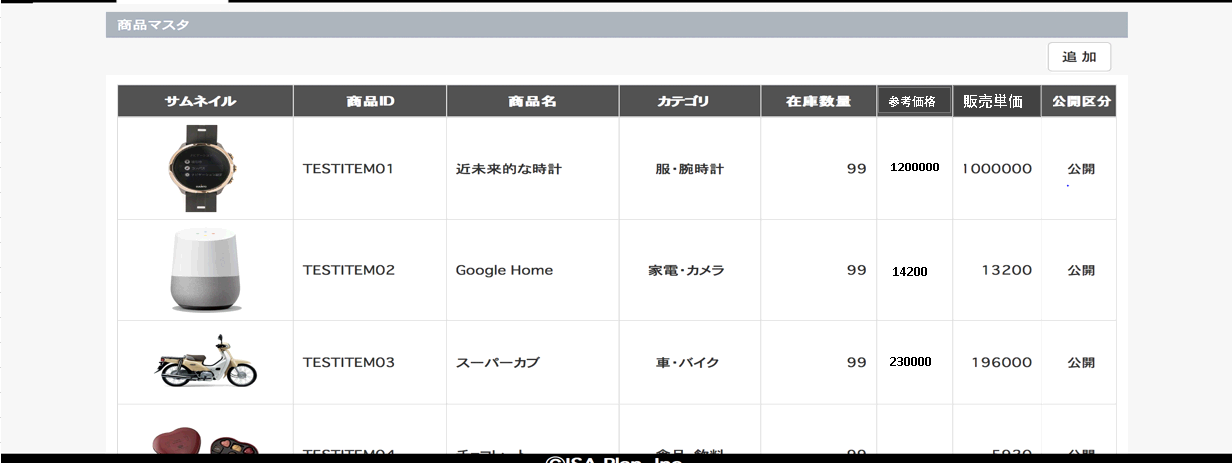 商品マスタ
追 加
サムネイル 商品ID 商品名 カテゴリ 在庫数量 参考価格 販売単価 公開区分
TESTITEM01 近未来的な時計 服・腕時計 99 1200000 1000000 公開
TESTITEM02 Google Home 家電・カメラ 99 14200 13200 公開
TESTITEM03 スーパーカブ 車・バイク 99 230000 196000 公開